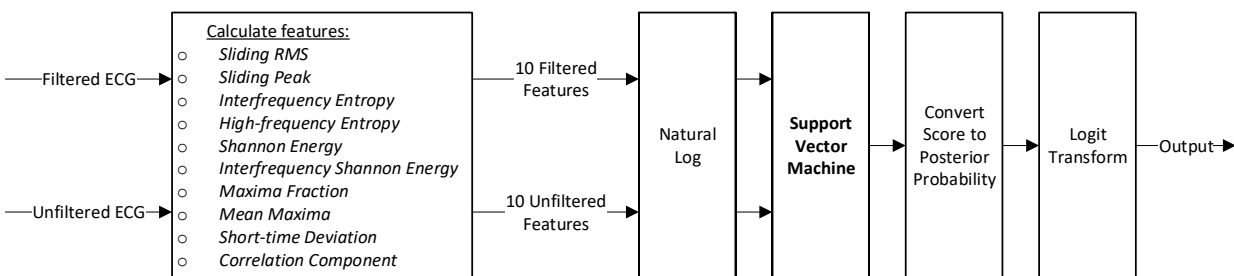 Filtered ECG
Unfiltered ECG
Calculate features:
○ Sliding RMS
○ Sliding Peak
○ Interfrequency Entropy
○ High-frequency Entropy
○ Shannon Energy
○ Interfrequency Shannon Energy
○ Maxima Fraction
○ Mean Maxima
○ Short-time Deviation
○ Correlation Component
10 Filtered
Features
10 Unfiltered
Features
Natural
Log
Support
Vector
Machine
Convert
Score to
Posterior
Probability
Logit
Transform
Output